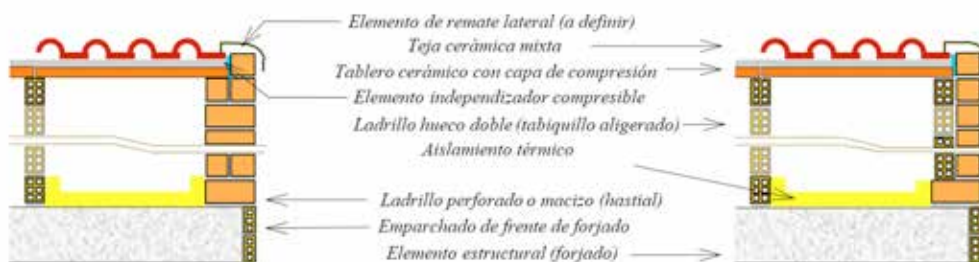 Elemento de remate lateral (a definir)
Teja cerámica mixta
Tablero cerámico con capa de compresión
Elemento independizador compresible
Ladrillo hueco doble (tabiquillo aligerado)
Aislamiento térmico
Ladrillo perforado o macizo (hastial)
Emparchado de frente de forjado
Elemento estructural (forjado)